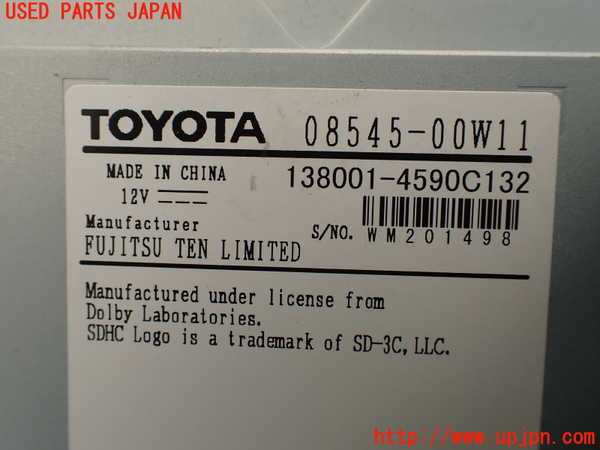 USED PARTS JAPAN
TOYOTA 08545-00W11
MADE IN CHINA 138001-4590C132
12V
Manufacturer S/NO. WM201498
FUJITSU TEN LIMITED
Manufactured under license from
Dolby Laboratories.
SDHC Logo is a trademark of SD-3C, LLC.
UPJ http://www.upjpn.com